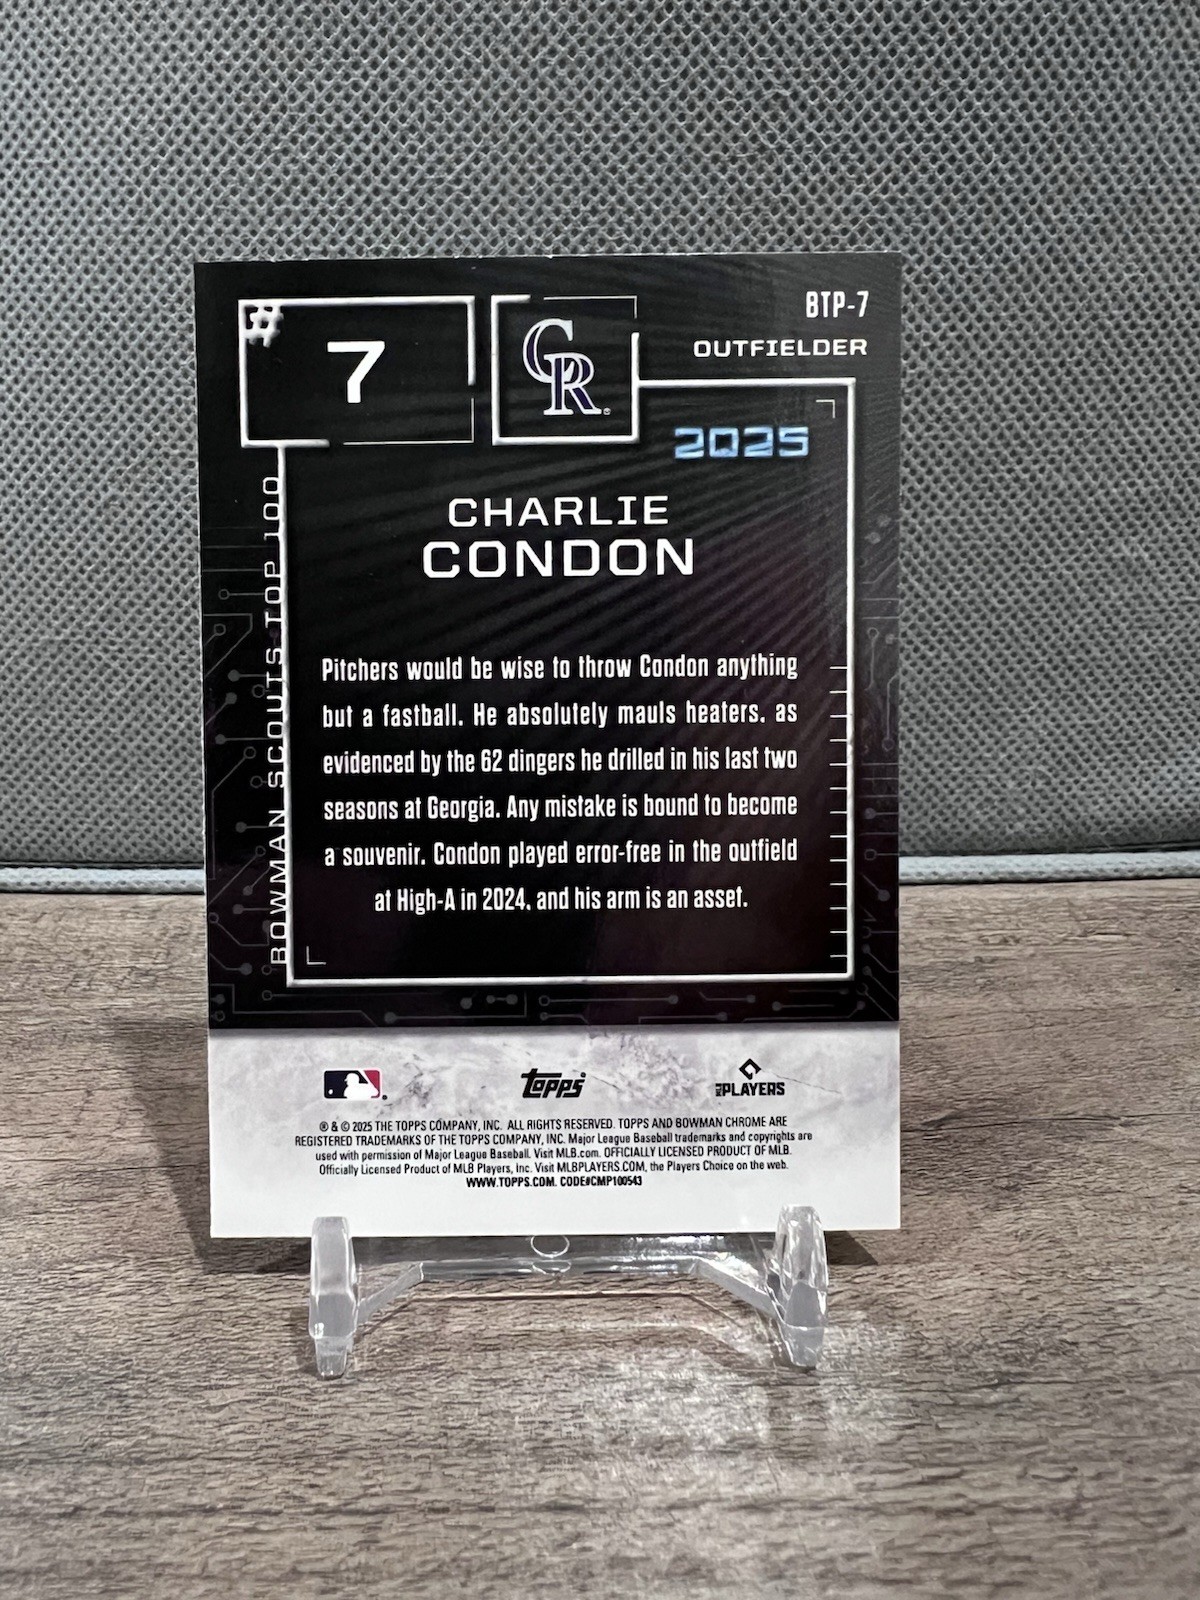 #
7
CR
BTP-7
OUTFIELDER
2025
BOWMAN SCOUTS TOP 100
CHARLIE
CONDON
Pitchers would be wise to throw Condon anything
but a fastball. He absolutely mauls heaters, as
evidenced by the 62 dingers he drilled in his last two
seasons at Georgia. Any mistake is bound to become
a souvenir. Condon played error-free in the outfield
at High-A in 2024, and his arm is an asset.
Topps
MLB PLAYERS
® & © 2025 THE TOPPS COMPANY, INC. ALL RIGHTS RESERVED. TOPPS AND BOWMAN CHROME ARE
REGISTERED TRADEMARKS OF THE TOPPS COMPANY, INC. Major League Baseball trademarks and copyrights are
used with permission of Major League Baseball. Visit MLB.com. OFFICIALLY LICENSED PRODUCT OF MLB.
Officially Licensed Product of MLB Players, Inc. Visit MLBPLAYERS.COM, the Players Choice on the web.
WWW.TOPPS.COM. CODE#CMP100543